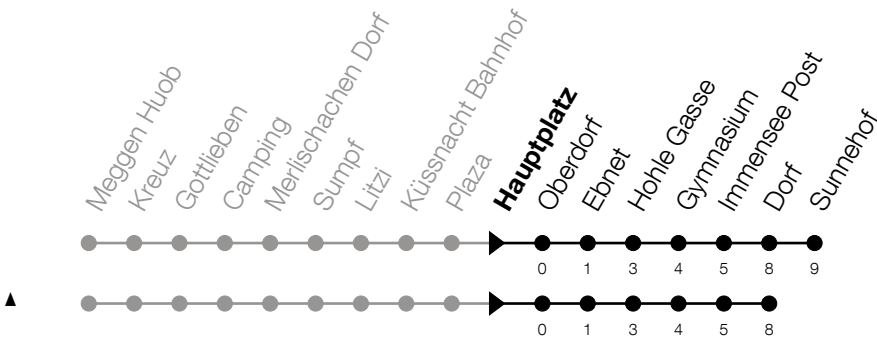 Meggen Huob
Kreuz
Gottlieben
Camping
Merlischachen Dorf
Sumpf
Litzi
Küssnacht Bahnhof
Plaza
Hauptplatz
Oberdorf
Ebnet
Hohle Gasse
Gymnasium
Immensee Post
Dorf
Sunnehof
0 1 3 4 5 8 9
0 1 3 4 5 8